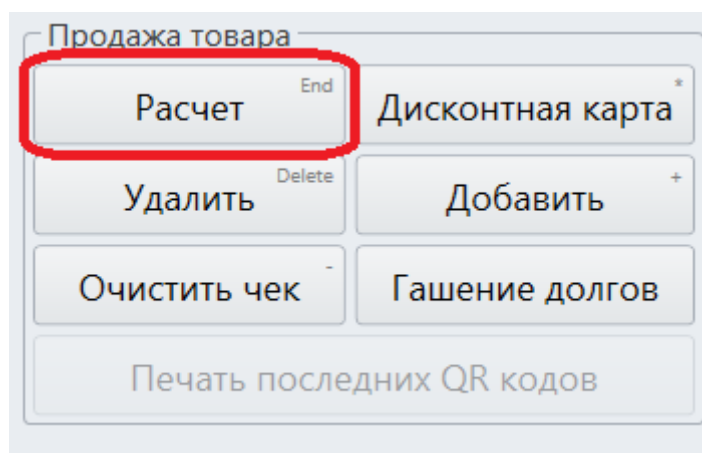 Продажа товара
Расчет End
Дисконтная карта *
Удалить Delete
Добавить +
Очистить чек -
Гашение долгов
Печать последних QR кодов